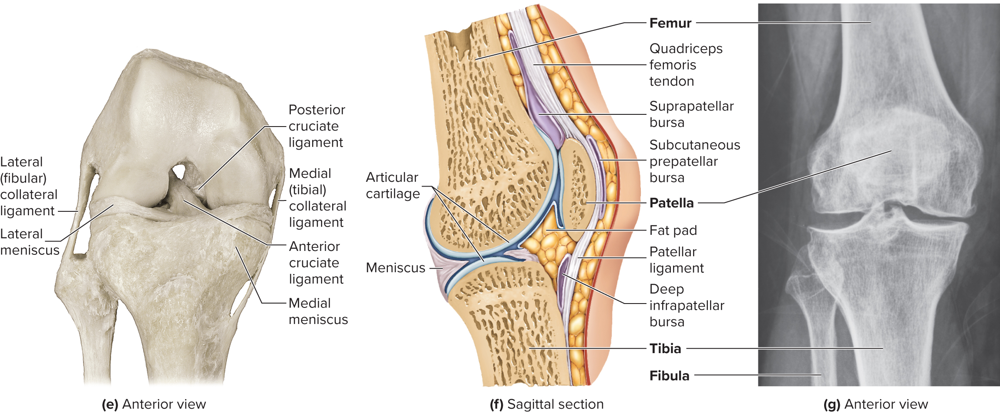 Posterior
cruciate
ligament
Lateral
(fibular)
collateral
ligament
Medial
(tibial)
collateral
ligament
Lateral
meniscus
Anterior
cruciate
ligament
Medial
meniscus
(e) Anterior view
Articular
cartilage
Meniscus
Femur
Quadriceps
femoris
tendon
Suprapatellar
bursa
Subcutaneous
prepatellar
bursa
Patella
Fat pad
Patellar
ligament
Deep
infrapatellar
bursa
Tibia
Fibula
(f) Sagittal section
(g) Anterior view